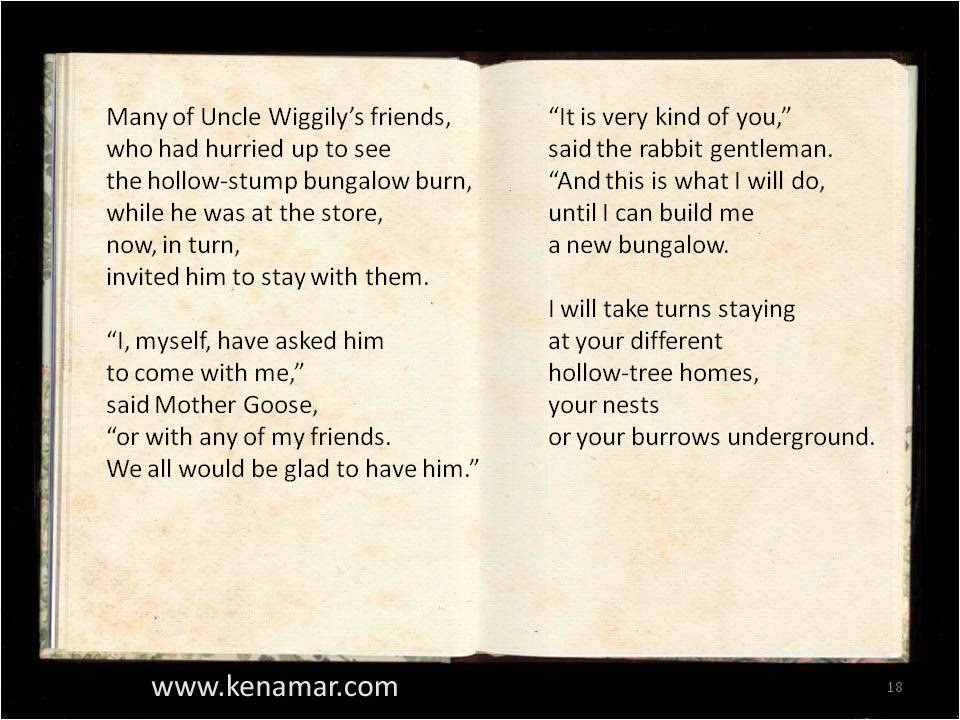 Many of Uncle Wiggily’s friends,
who had hurried up to see
the hollow-stump bungalow burn,
while he was at the store,
now, in turn,
invited him to stay with them.
“I, myself, have asked him
to come with me,”
said Mother Goose,
“or with any of my friends.
We all would be glad to have him.”
“It is very kind of you,”
said the rabbit gentleman.
“And this is what I will do,
until I can build me
a new bungalow.
I will take turns staying
at your different
hollow-tree homes,
your nests
or your burrows underground.
www.kenamar.com
18